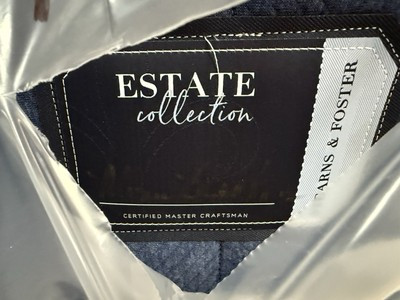 ESTATE
collection
CERTIFIED MASTER CRAFTSMAN
ARNS & FOSTER